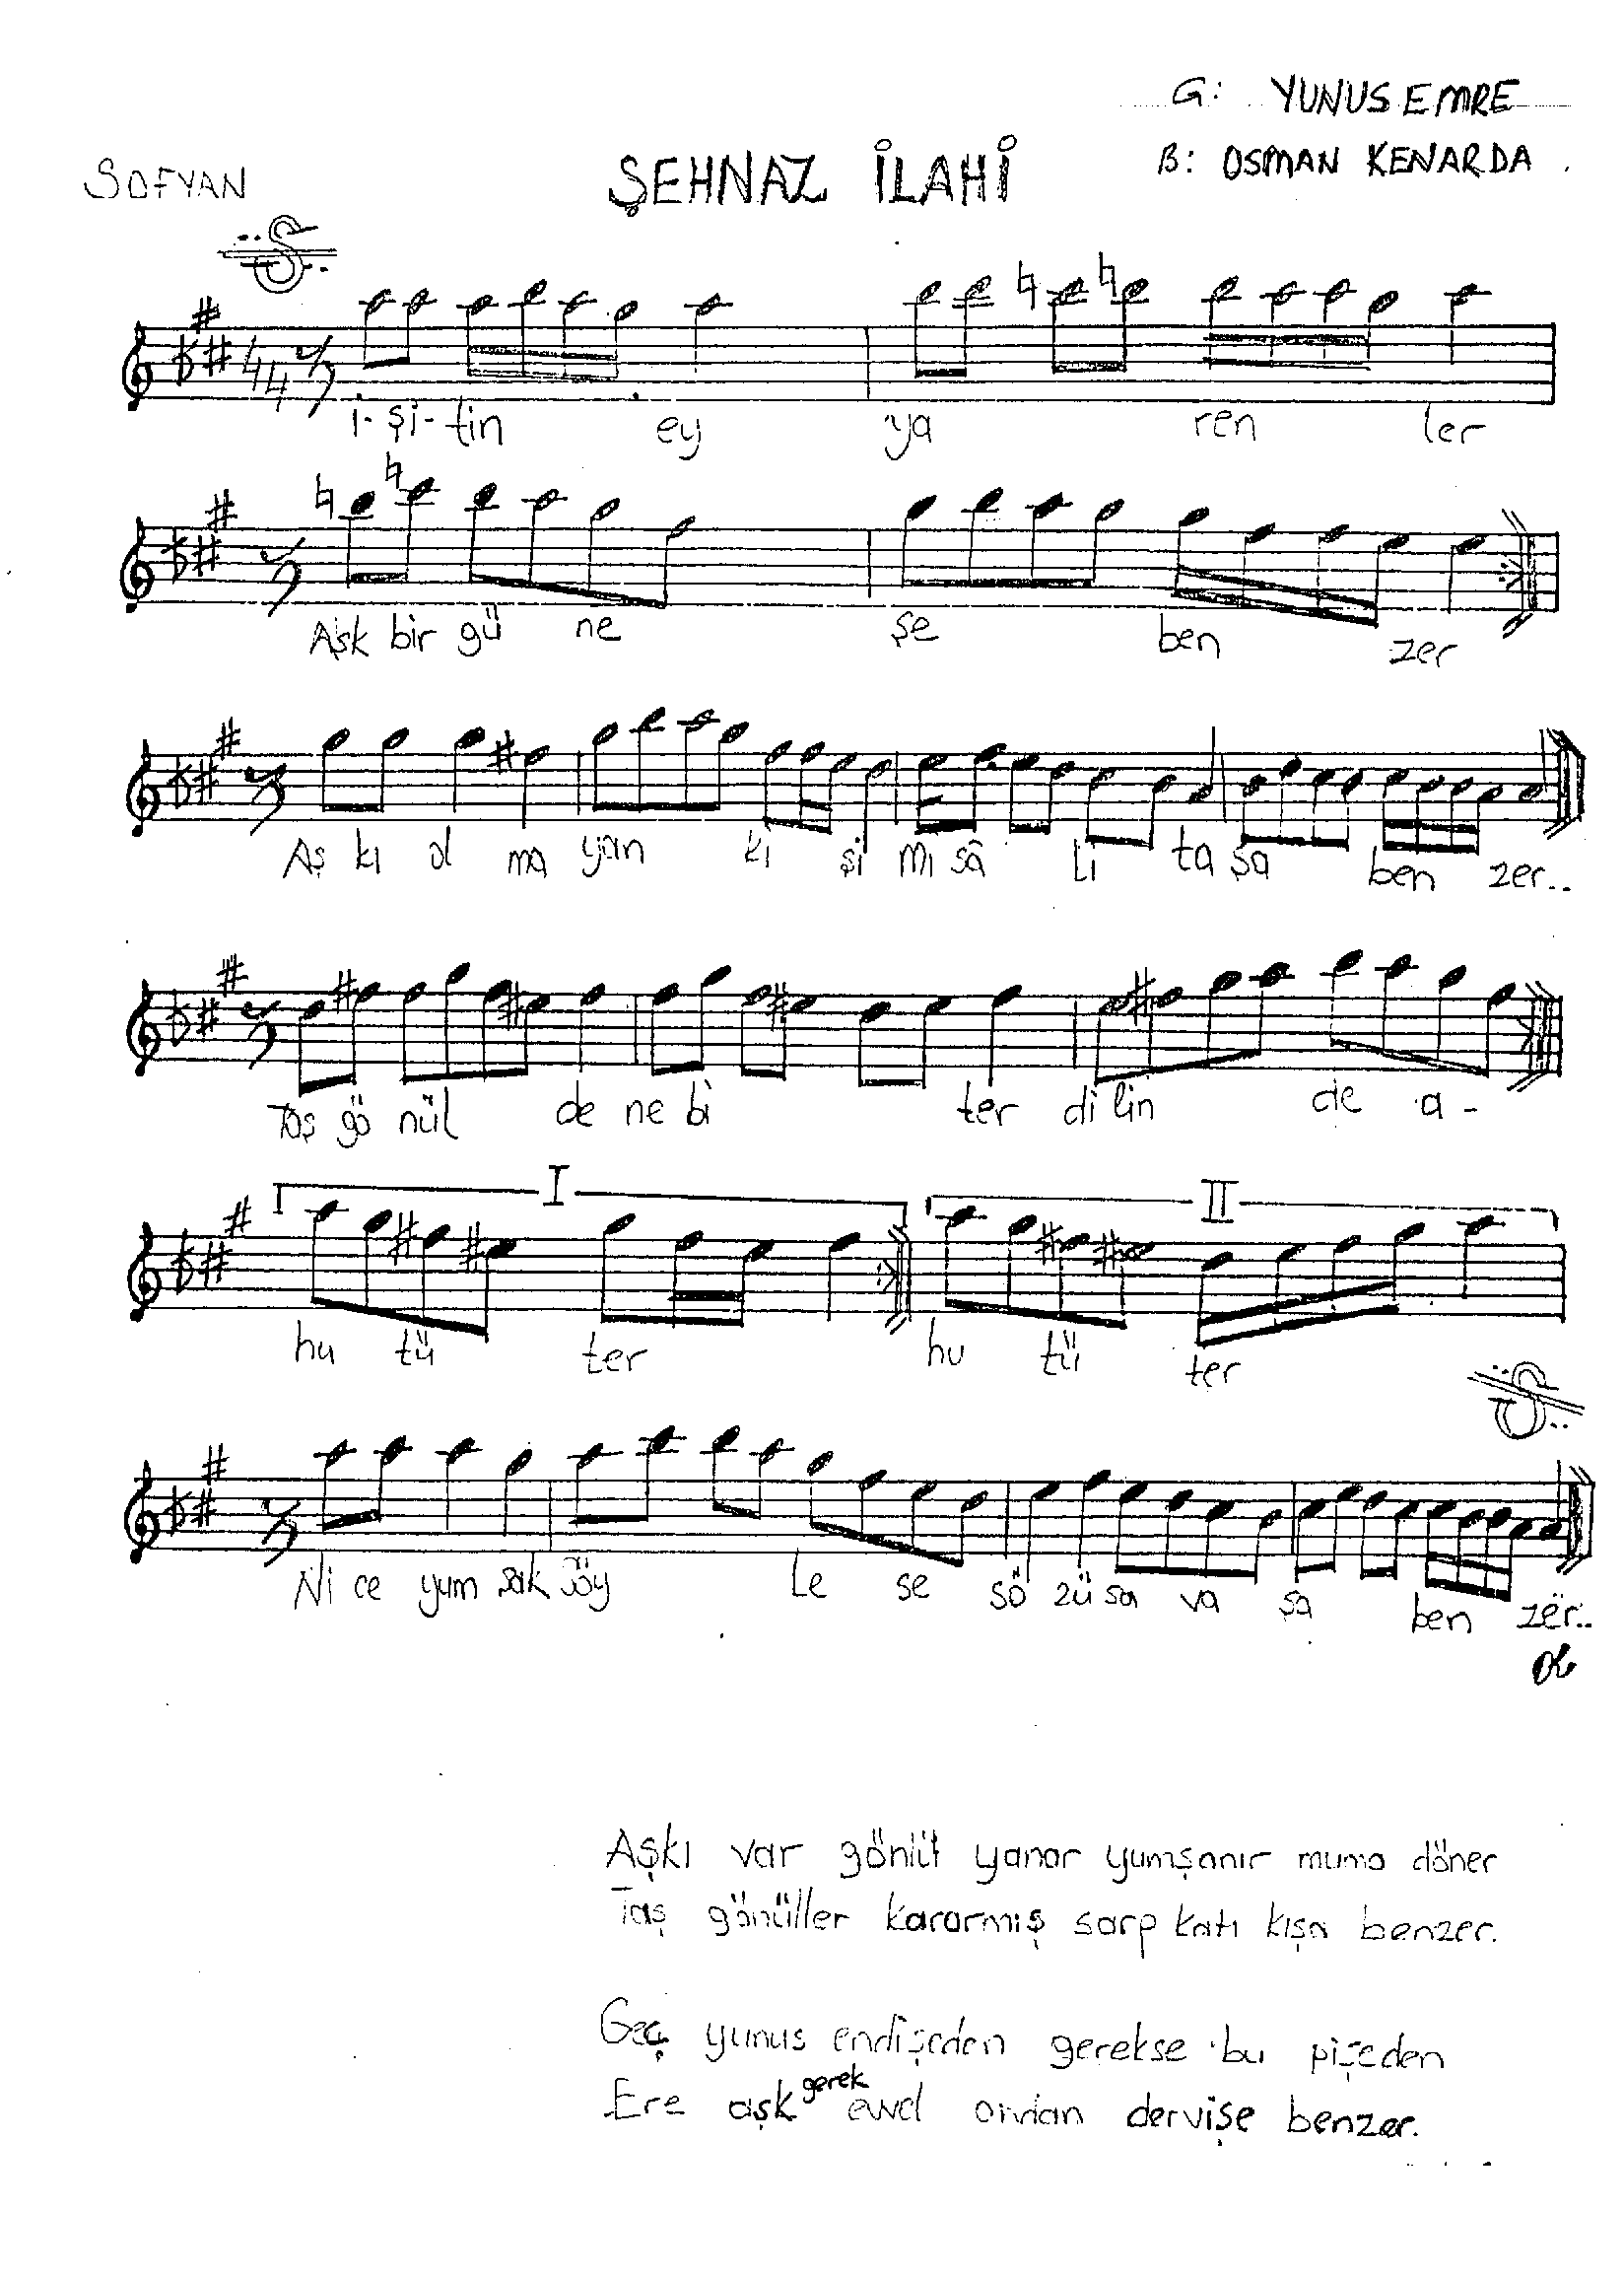 G: YUNUS EMRE
SOFYAN
ŞEHNAZ İLAHİ
B: OSMAN KENARDA.
4 4
I-şi-tin ey ya ren ler
Aşk bir gü ne şe ben zer
Aş kı ol ma yan ki şi mi sâ li ta şa ben zer..
Taş gö nül de ne bi ter di lin de a-
I II
hu tü ter hu tü ter
Ni ce yum şak söy le se sö zü sa va şa ben zer..
Aşkı var gönlüt yanar yumşanır muma döner
Taş gönüller kararmış sarp katı kışa benzer.
Geç yunus endişeden gerekse bu pişeden
Ere aşk gerek evvel ondan dervişe benzer.